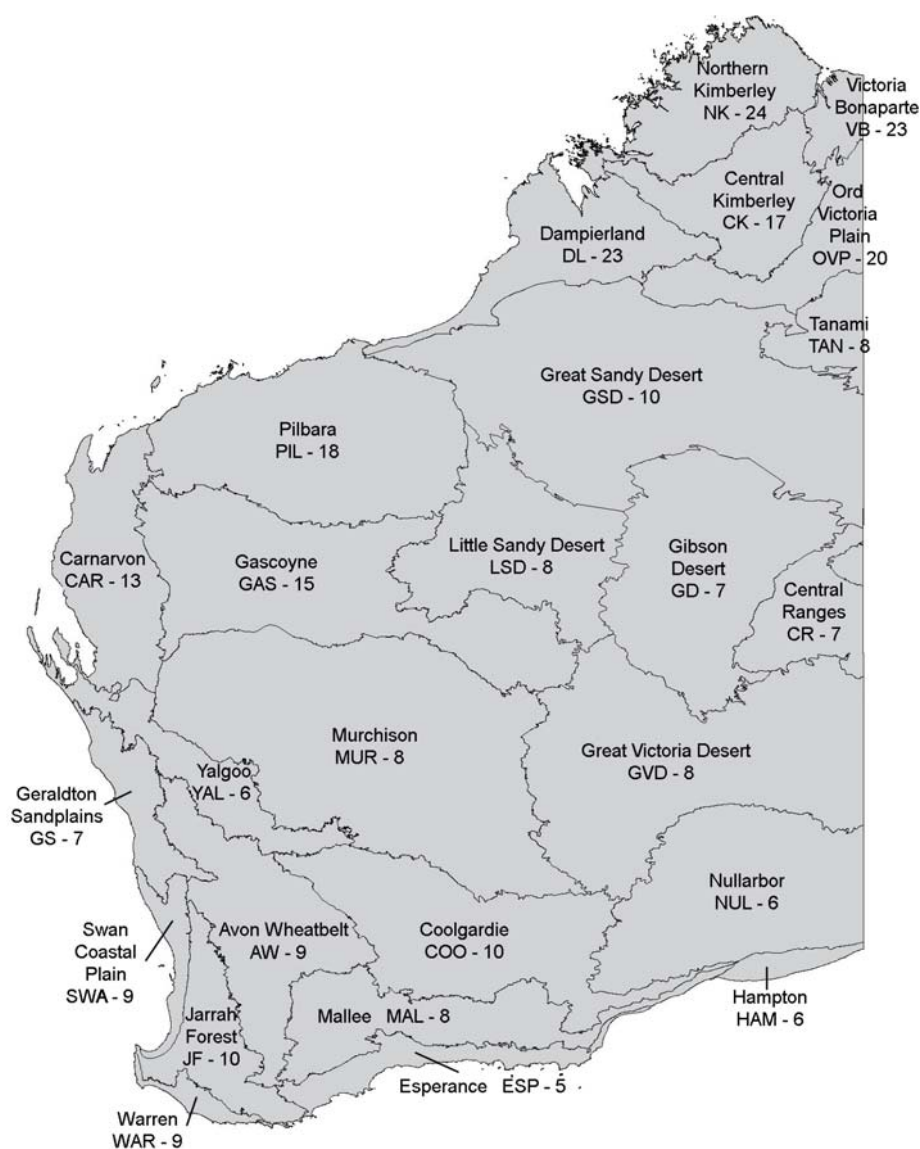 Northern
Kimberley
NK - 24
Victoria
Bonaparte
VB - 23
Central
Kimberley
CK - 17
Ord
Victoria
Plain
OVP - 20
Dampierland
DL - 23
Tanami
TAN - 8
Great Sandy Desert
GSD - 10
Pilbara
PIL - 18
Carnarvon
CAR - 13
Gascoyne
GAS - 15
Little Sandy Desert
LSD - 8
Gibson
Desert
GD - 7
Central
Ranges
CR - 7
Murchison
MUR - 8
Great Victoria Desert
GVD - 8
Yalgoo
YAL - 6
Geraldton
Sandplains
GS - 7
Nullarbor
NUL - 6
Swan
Coastal
Plain
SWA - 9
Avon Wheatbelt
AW - 9
Coolgardie
COO - 10
Hampton
HAM - 6
Mallee MAL - 8
Jarrah
Forest
JF - 10
Esperance ESP - 5
Warren
WAR - 9